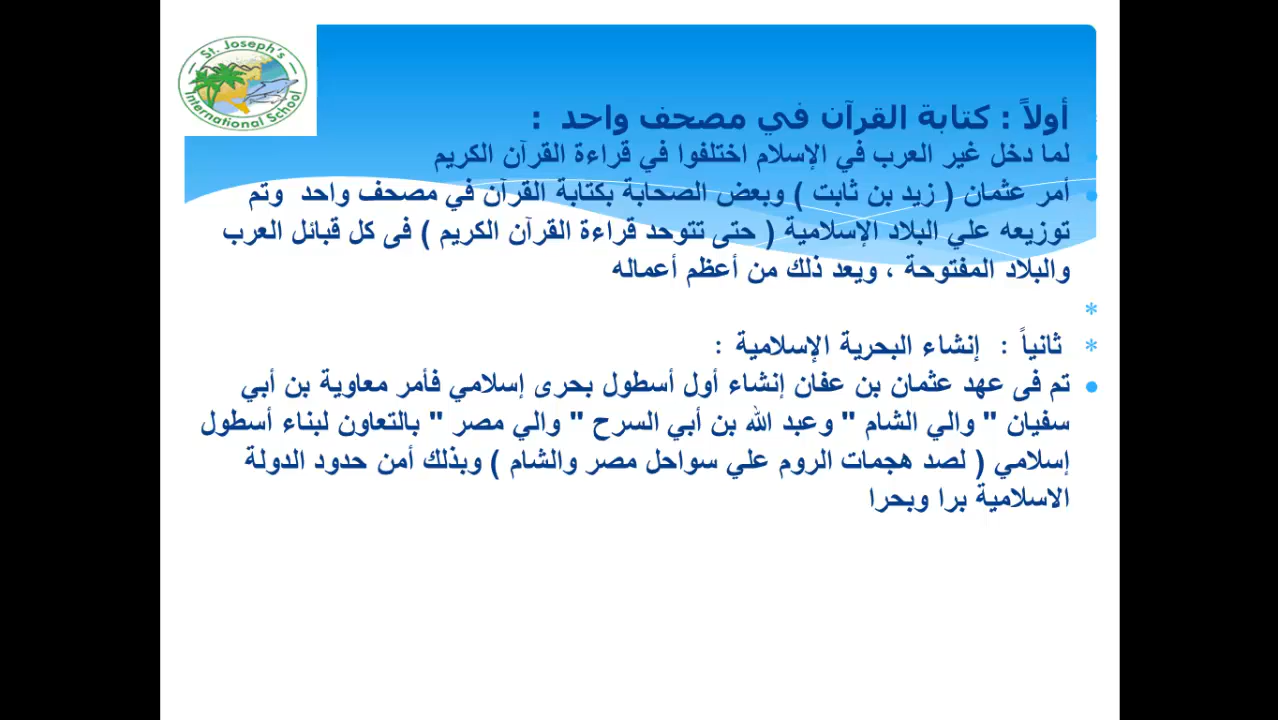 St. Joseph's
International School
أولاً : كتابة القرآن في مصحف واحد :
لما دخل غير العرب في الإسلام اختلفوا في قراءة القرآن الكريم
أمر عثمان ( زيد بن ثابت ) وبعض الصحابة بكتابة القرآن في مصحف واحد وتم
توزيعه علي البلاد الإسلامية ( حتى تتوحد قراءة القرآن الكريم ) فى كل قبائل العرب
والبلاد المفتوحة ، ويعد ذلك من أعظم أعماله
*
* ثانياً : إنشاء البحرية الإسلامية :
تم فى عهد عثمان بن عفان إنشاء أول أسطول بحرى إسلامي فأمر معاوية بن أبي
سفيان " والي الشام " وعبد الله بن أبي السرح " والي مصر " بالتعاون لبناء أسطول
إسلامي ( لصد هجمات الروم علي سواحل مصر والشام ) وبذلك أمن حدود الدولة
الاسلامية برا وبحرا